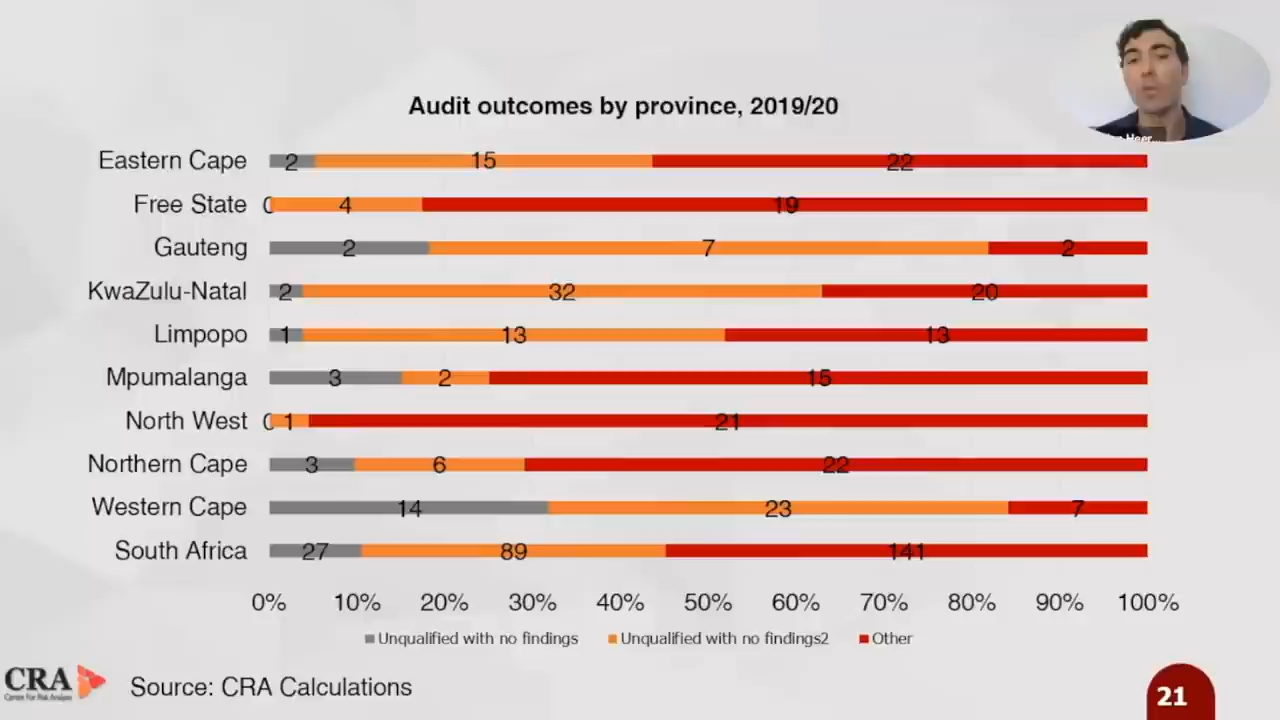 Audit outcomes by province, 2019/20
Eastern Cape 2 15 22
Free State 0 4 19
Gauteng 2 7 2
KwaZulu-Natal 2 32 20
Limpopo 1 13 13
Mpumalanga 3 2 15
North West 0 1 21
Northern Cape 3 6 22
Western Cape 14 23 7
South Africa 27 89 141
0% 10% 20% 30% 40% 50% 60% 70% 80% 90% 100%
Unqualified with no findings Unqualified with no findings2 Other
CRA
Centre For Risk Analysis
Source: CRA Calculations
21